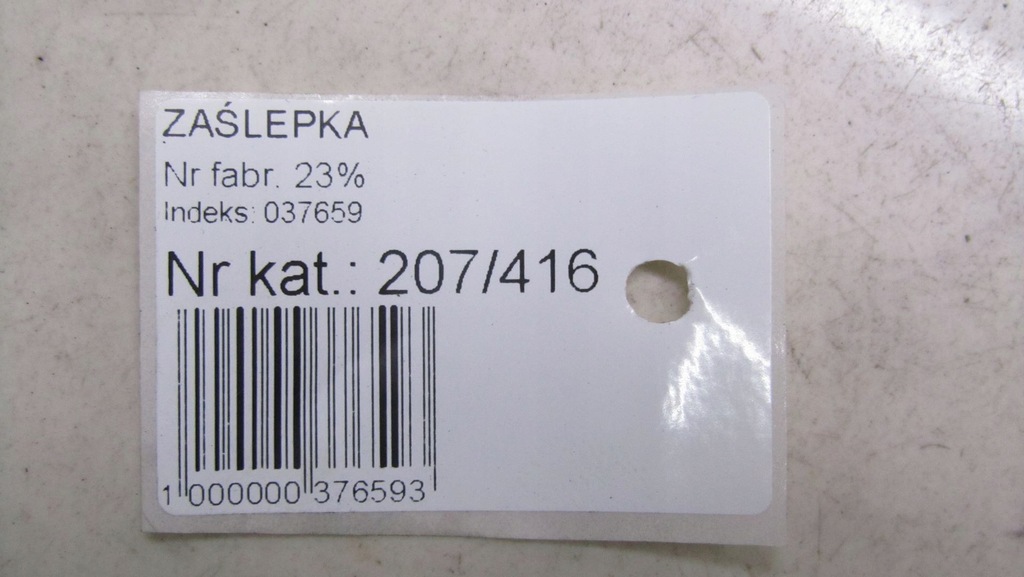 ZAŚLEPKA
Nr fabr. 23%
Indeks: 037659
Nr kat.: 207/416
1 000000 376593